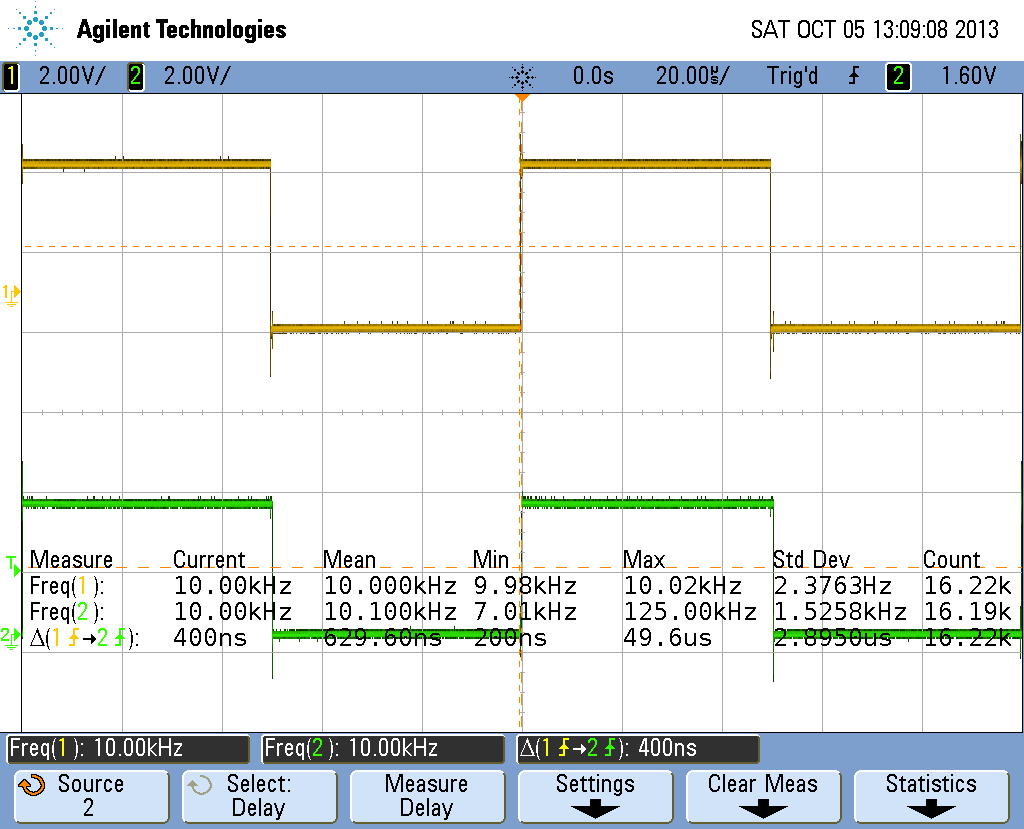 Agilent Technologies SAT OCT 05 13:09:08 2013
1 2.00V/ 2 2.00V/ 0.0s 20.00us/ Trig'd 2 1.60V
1
T
Measure Current Mean Min Max Std Dev Count
Freq(1): 10.00kHz 10.000kHz 9.98kHz 10.02kHz 2.3763Hz 16.22k
Freq(2): 10.00kHz 10.100kHz 7.01kHz 125.00kHz 1.5258kHz 16.19k
2 Δ(1→2): 400ns 629.60ns 200ns 49.6us 2.8950us 16.22k
Freq(1): 10.00kHz Freq(2): 10.00kHz Δ(1→2): 400ns
Source Select: Measure Settings Clear Meas Statistics
2 Delay Delay